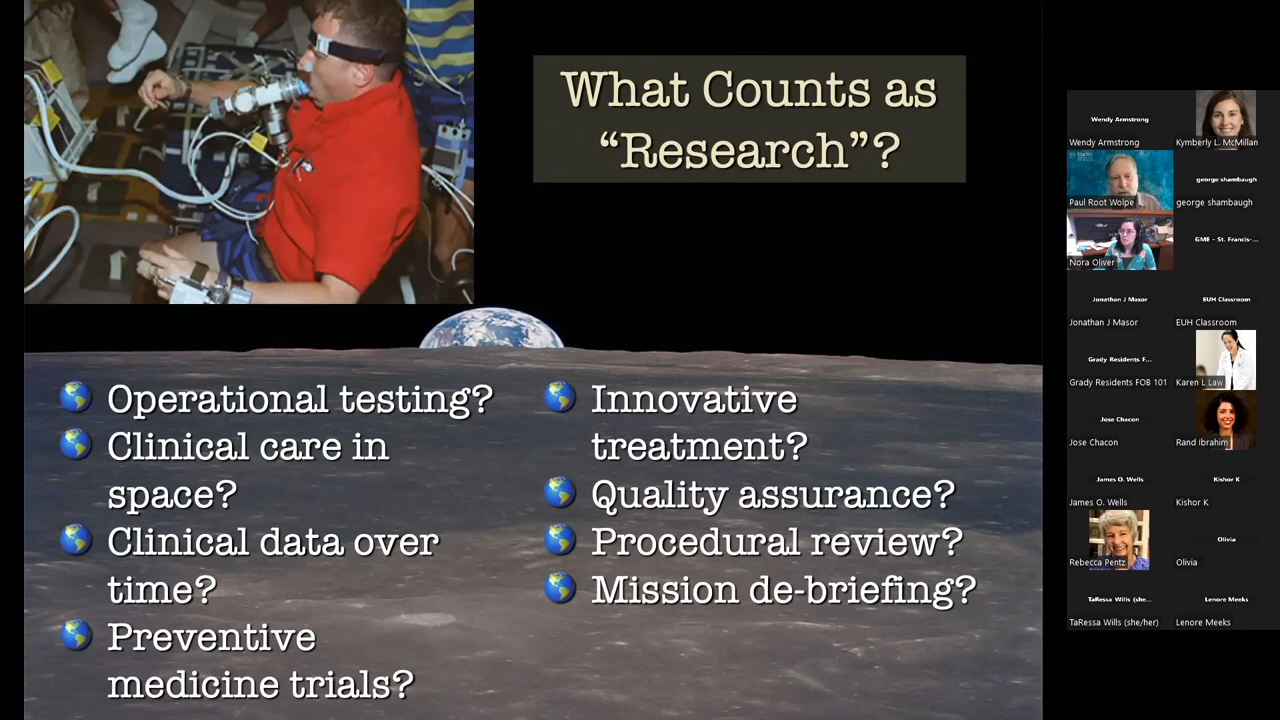 What Counts as
“Research”?
Operational testing?
Clinical care in
space?
Clinical data over
time?
Preventive
medicine trials?
Innovative
treatment?
Quality assurance?
Procedural review?
Mission de-briefing?
Wendy Armstrong
Wendy Armstrong
Kymberly L. McMillan
Paul Root Wolpe
george shambaugh
george shambaugh
Nora Oliver
GME - St. Francis-...
Jonathan J Masor
Jonathan J Masor
EUH Classroom
EUH Classroom
Grady Residents F...
Grady Residents FOB 101
Karen L Law
Jose Chacon
Jose Chacon
Rand Ibrahim
James O. Wells
James O. Wells
Kishor K
Kishor K
Rebecca Pentz
Olivia
Olivia
TaRessa Wills (she...
TaRessa Wills (she/her)
Lenore Meeks
Lenore Meeks